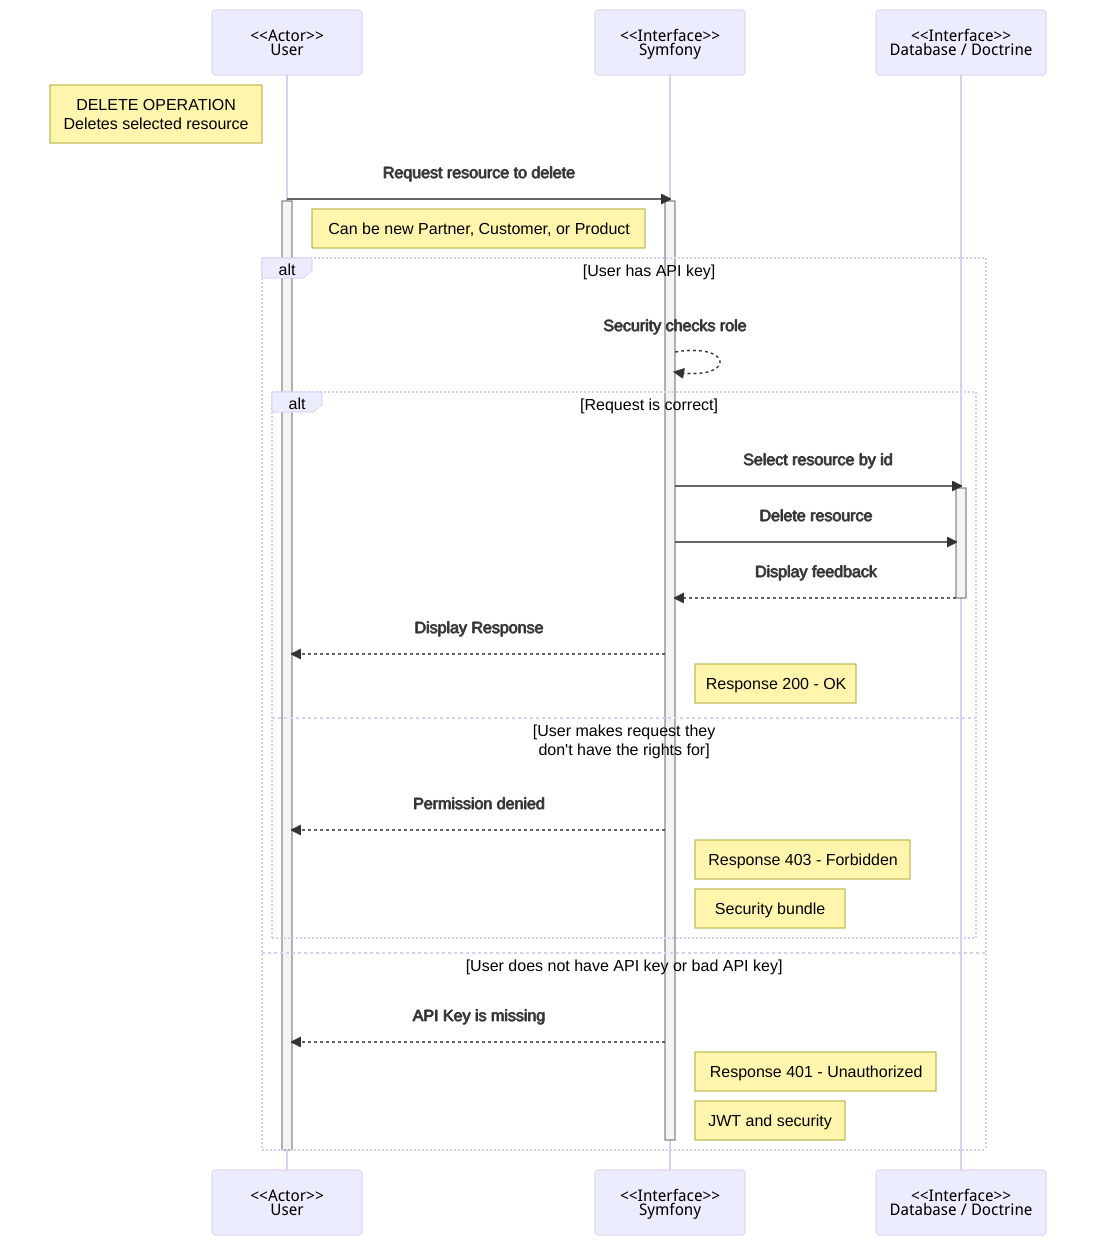 <<Actor>>
User
<<Interface>>
Symfony
<<Interface>>
Database / Doctrine
DELETE OPERATION
Deletes selected resource
Request resource to delete
Can be new Partner, Customer, or Product
alt
[User has API key]
Security checks role
alt
[Request is correct]
Select resource by id
Delete resource
Display feedback
Display Response
Response 200 - OK
[User makes request they
don't have the rights for]
Permission denied
Response 403 - Forbidden
Security bundle
[User does not have API key or bad API key]
API Key is missing
Response 401 - Unauthorized
JWT and security
<<Actor>>
User
<<Interface>>
Symfony
<<Interface>>
Database / Doctrine